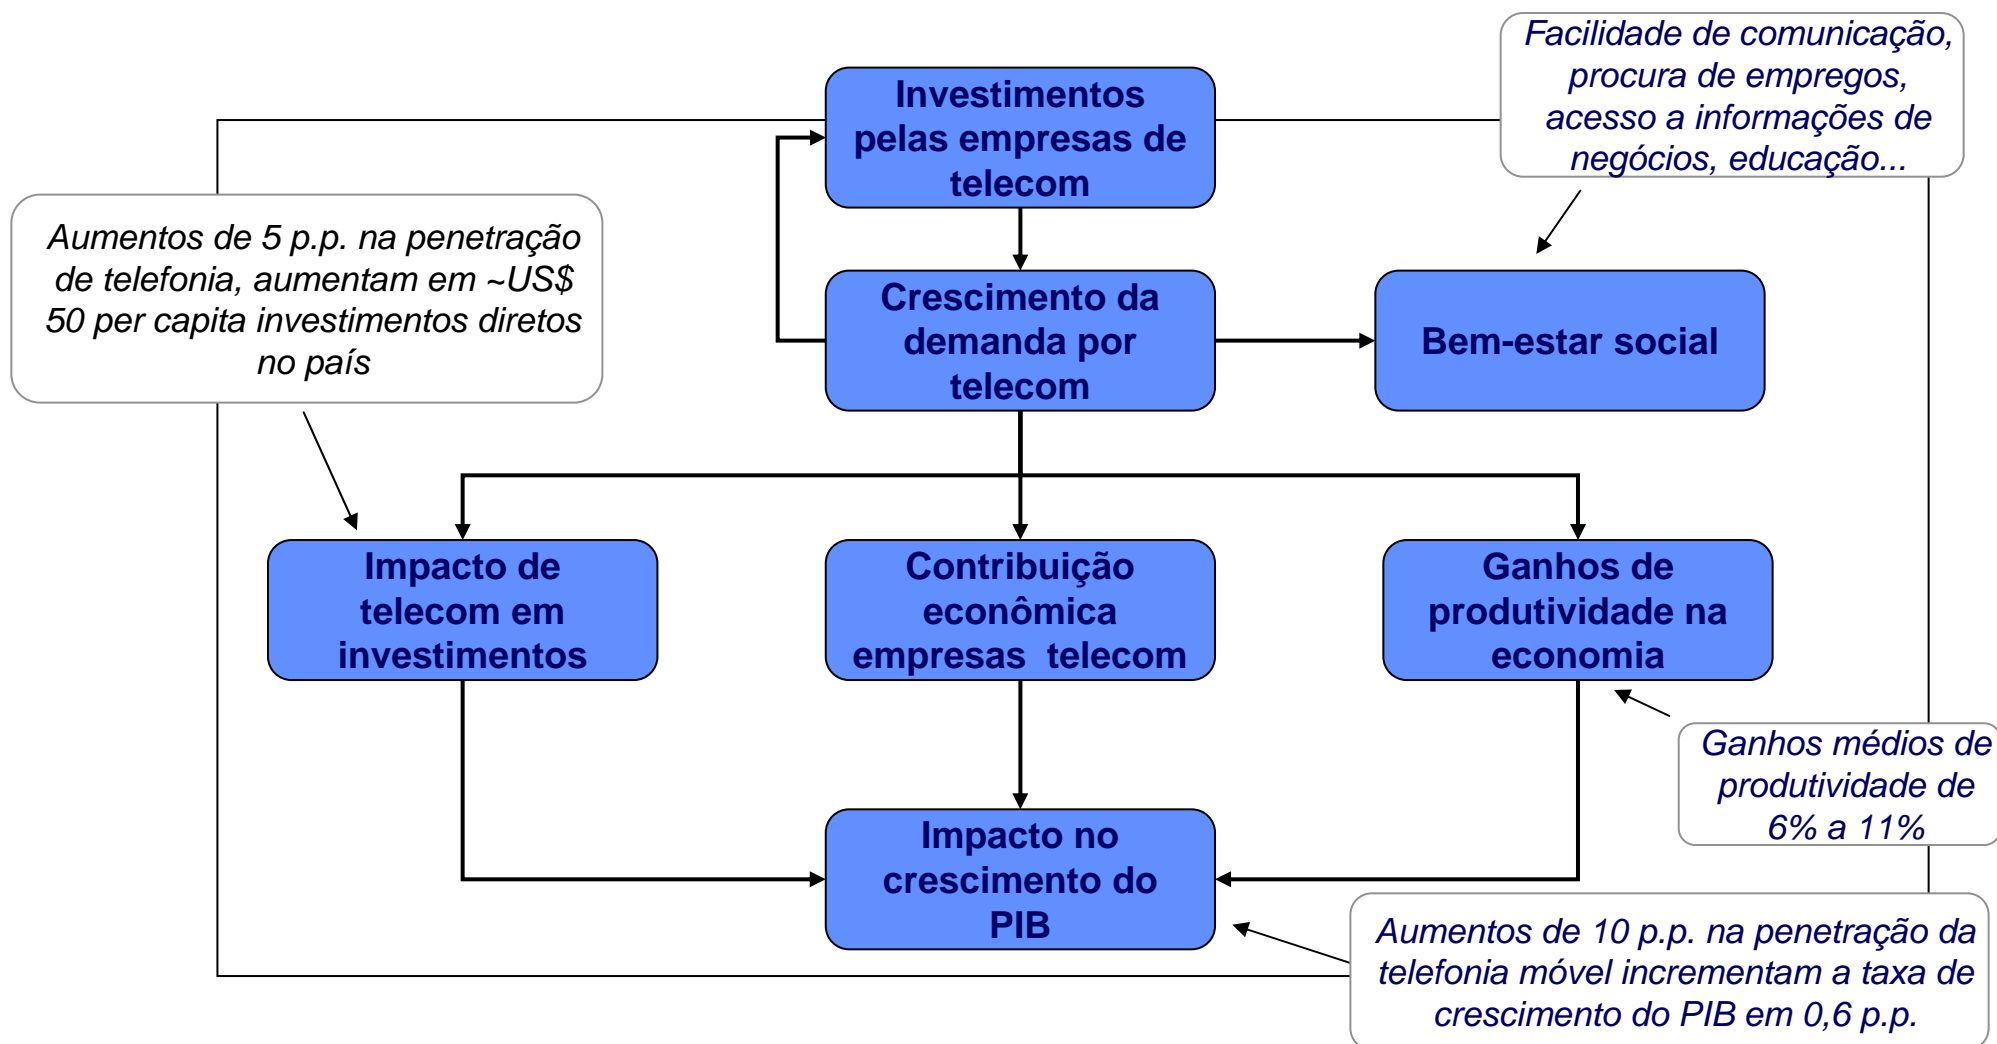 Facilidade de comunicação,
procura de empregos,
acesso a informações de
negócios, educação...
Investimentos
pelas empresas de
telecom
Aumentos de 5 p.p. na penetração
de telefonia, aumentam em ~US$
50 per capita investimentos diretos
no país
Crescimento da
demanda por
telecom
Bem-estar social
Impacto de
telecom em
investimentos
Contribuição
econômica
empresas  telecom
Ganhos de
produtividade na
economia
Ganhos médios de
produtividade de
6% a 11%
Impacto no
crescimento do
PIB
Aumentos de 10 p.p. na penetração da
telefonia móvel incrementam a taxa de
crescimento do PIB em 0,6 p.p.